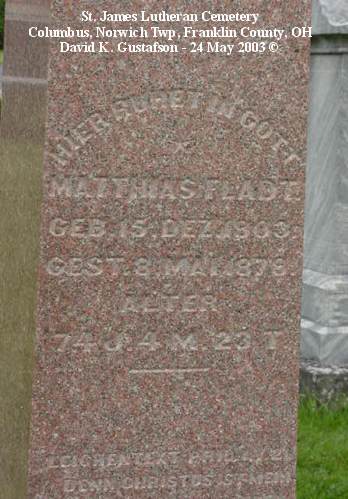 St. James Lutheran Cemetery
Columbus, Norwich Twp, Franklin County, OH
David K. Gustafson - 24 May 2003 ©
HIER RUHET IN GOTT
MATTHIAS FLADT
GEB. 15. DEZ. 1803
GEST. 8. MAI. 1878.
ALTER
74 J. 4 M. 23 T
LEICHENTEXT PHIL. 1, 21
DENN CHRISTUS IST MEIN